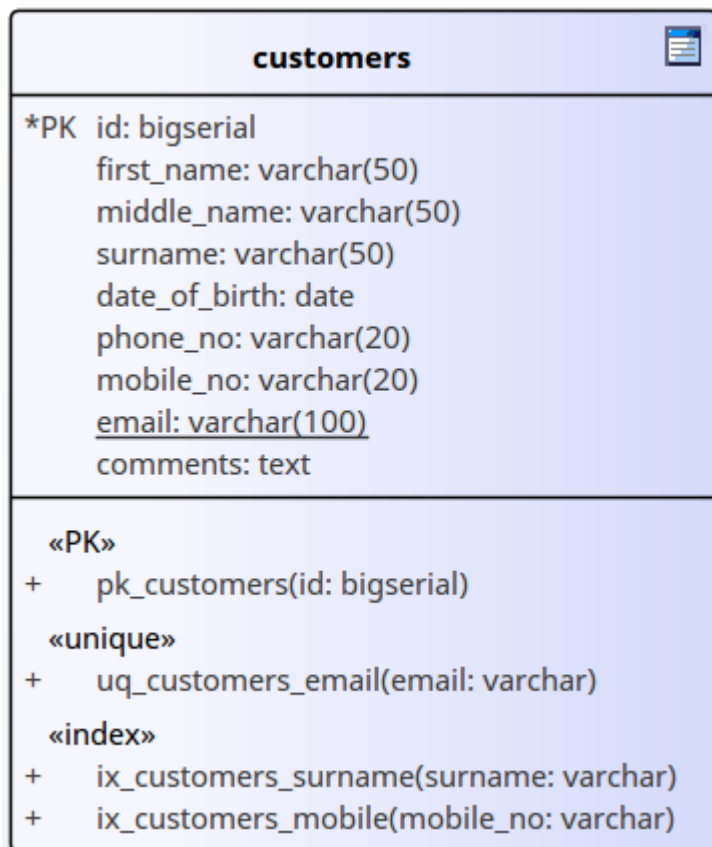 customers
*PK id: bigserial
first_name: varchar(50)
middle_name: varchar(50)
surname: varchar(50)
date_of_birth: date
phone_no: varchar(20)
mobile_no: varchar(20)
email: varchar(100)
comments: text
«PK»
+ pk_customers(id: bigserial)
«unique»
+ uq_customers_email(email: varchar)
«index»
+ ix_customers_surname(surname: varchar)
+ ix_customers_mobile(mobile_no: varchar)